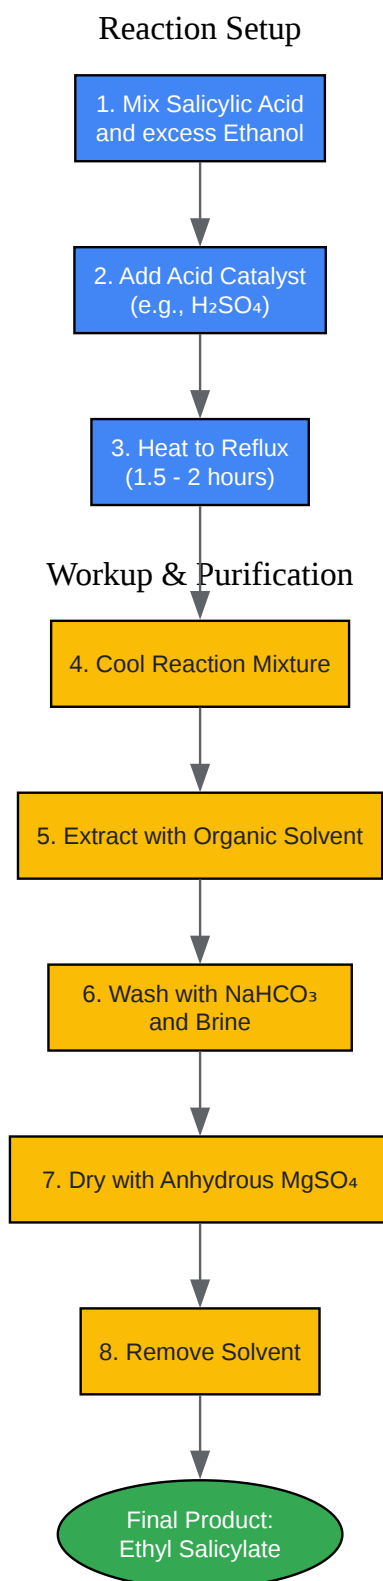 Reaction Setup
1. Mix Salicylic Acid
and excess Ethanol
2. Add Acid Catalyst
(e.g., H₂SO₄)
3. Heat to Reflux
(1.5 - 2 hours)
Workup & Purification
4. Cool Reaction Mixture
5. Extract with Organic Solvent
6. Wash with NaHCO₃
and Brine
7. Dry with Anhydrous MgSO₄
8. Remove Solvent
Final Product:
Ethyl Salicylate